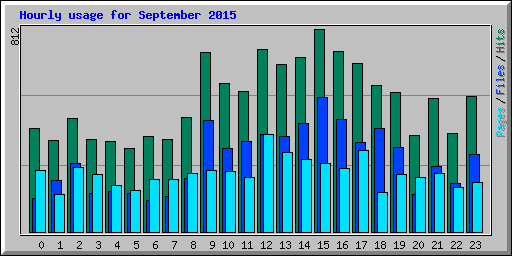 Hourly usage for September 2015
812
Pages/Files/Hits
0 1 2 3 4 5 6 7 8 9 10 11 12 13 14 15 16 17 18 19 20 21 22 23